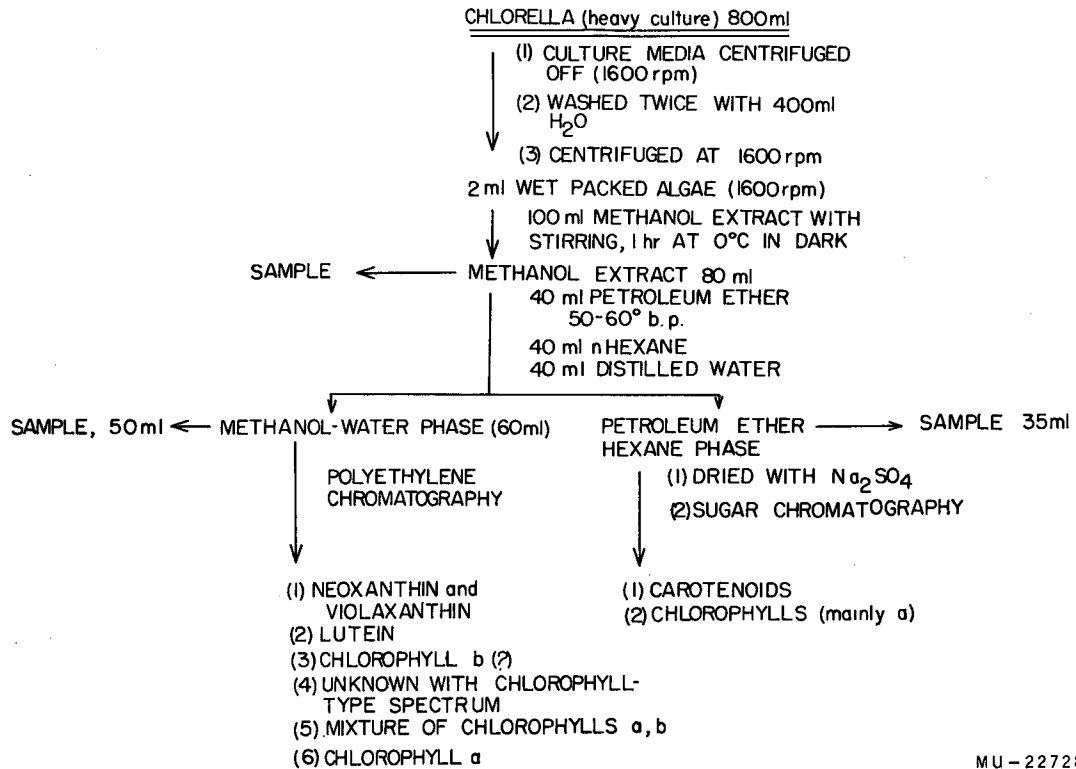 CHLORELLA (heavy culture) 800ml
(1) CULTURE MEDIA CENTRIFUGED
OFF (1600 rpm)
(2) WASHED TWICE WITH 400ml
H2O
(3) CENTRIFUGED AT 1600 rpm
2 ml WET PACKED ALGAE (1600 rpm)
100 ml METHANOL EXTRACT WITH
STIRRING, 1 hr AT 0°C IN DARK
SAMPLE
METHANOL EXTRACT 80 ml
40 ml PETROLEUM ETHER
50-60° b.p.
40 ml nHEXANE
40 ml DISTILLED WATER
SAMPLE, 50ml
METHANOL-WATER PHASE (60ml)
PETROLEUM ETHER
HEXANE PHASE
SAMPLE 35ml
POLYETHYLENE
CHROMATOGRAPHY
(1) DRIED WITH Na2SO4
(2) SUGAR CHROMATOGRAPHY
(1) NEOXANTHIN and
VIOLAXANTHIN
(2) LUTEIN
(3) CHLOROPHYLL b (?)
(4) UNKNOWN WITH CHLOROPHYLL-
TYPE SPECTRUM
(5) MIXTURE OF CHLOROPHYLLS a, b
(6) CHLOROPHYLL a
(1) CAROTENOIDS
(2) CHLOROPHYLLS (mainly a)
MU-22728